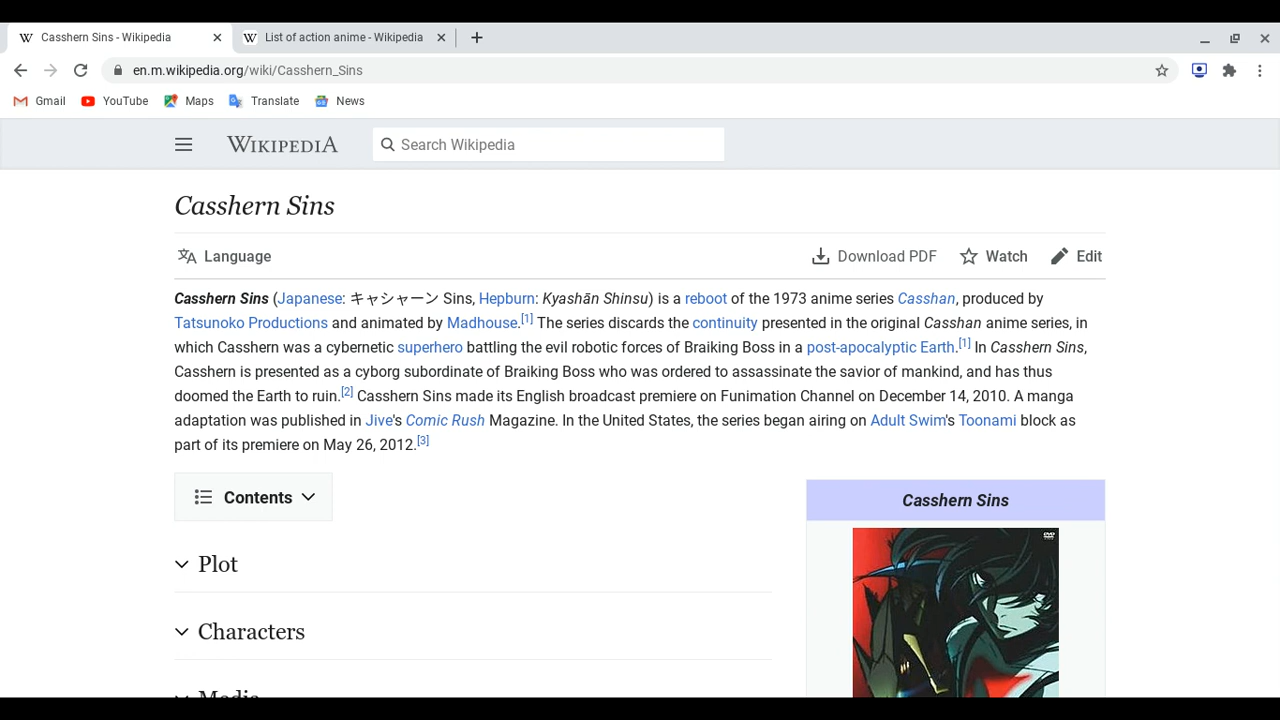 Casshern Sins - Wikipedia
List of action anime - Wikipedia
en.m.wikipedia.org/wiki/Casshern_Sins
Gmail YouTube Maps Translate News
WIKIPEDIA
Search Wikipedia
Casshern Sins
Language
Download PDF Watch Edit
Casshern Sins (Japanese: キャシャーン Sins, Hepburn: Kyashān Shinsu) is a reboot of the 1973 anime series Casshan, produced by
Tatsunoko Productions and animated by Madhouse.[1] The series discards the continuity presented in the original Casshan anime series, in
which Casshern was a cybernetic superhero battling the evil robotic forces of Braiking Boss in a post-apocalyptic Earth.[1] In Casshern Sins,
Casshern is presented as a cyborg subordinate of Braiking Boss who was ordered to assassinate the savior of mankind, and has thus
doomed the Earth to ruin.[2] Casshern Sins made its English broadcast premiere on Funimation Channel on December 14, 2010. A manga
adaptation was published in Jive's Comic Rush Magazine. In the United States, the series began airing on Adult Swim's Toonami block as
part of its premiere on May 26, 2012.[3]
Contents
Casshern Sins
DVD
Plot
Characters
Media